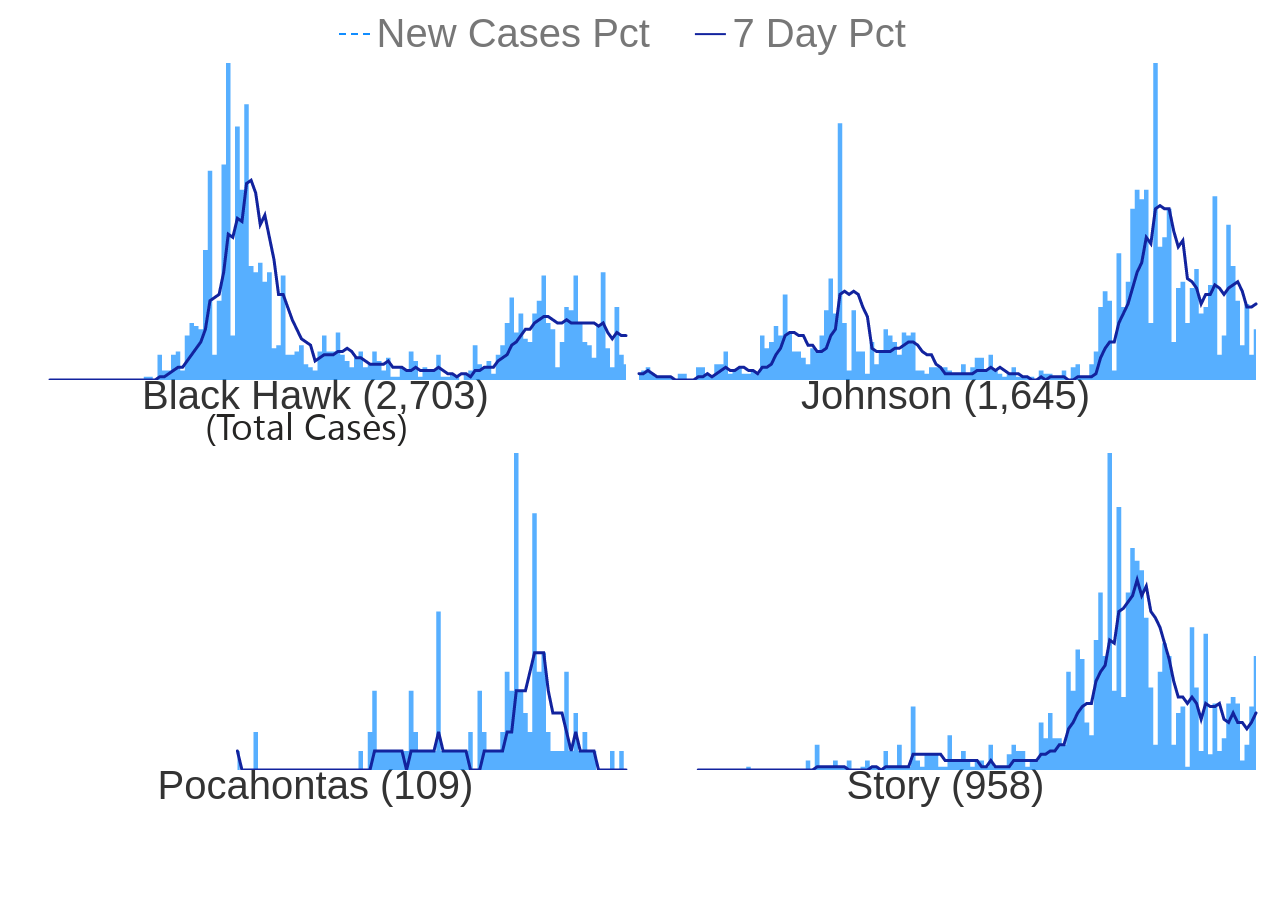 New Cases Pct 7 Day Pct
Black Hawk (2,703)
(Total Cases)
Johnson (1,645)
Pocahontas (109)
Story (958)